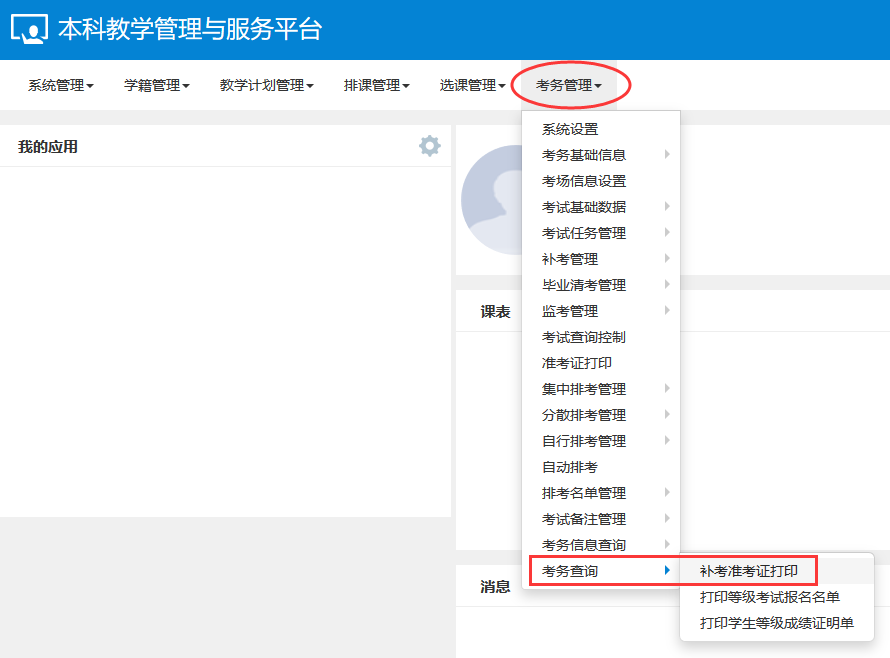 本科教学管理与服务平台
系统管理 学籍管理 教学计划管理 排课管理 选课管理 考务管理
我的应用
系统设置
考务基础信息
考场信息设置
考试基础数据
考试任务管理
补考管理
毕业清考管理
课表
监考管理
考试查询控制
准考证打印
集中排考管理
分散排考管理
自行排考管理
自动排考
排考名单管理
考试备注管理
考务信息查询
考务查询
补考准考证打印
消息
打印等级考试报名名单
打印学生等级成绩证明单